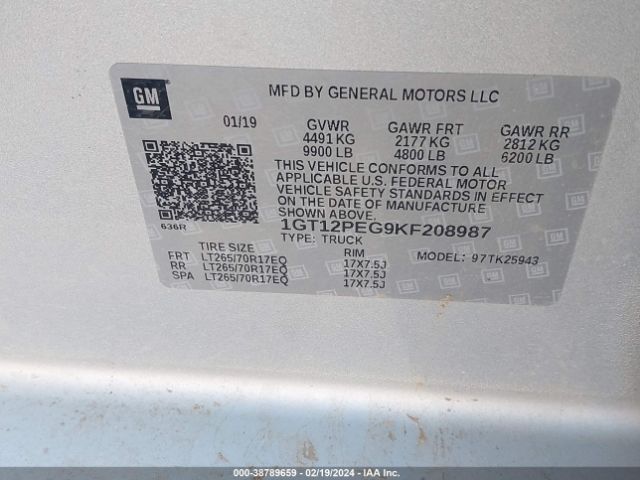 GM
MFD BY GENERAL MOTORS LLC
01/19 GVWR GAWR FRT GAWR RR
4491 KG 2177 KG 2812 KG
9900 LB 4800 LB 6200 LB
THIS VEHICLE CONFORMS TO ALL
APPLICABLE U.S. FEDERAL MOTOR
VEHICLE SAFETY STANDARDS IN EFFECT
ON THE DATE OF MANUFACTURE
SHOWN ABOVE.
636R
1GT12PEG9KF208987
TYPE: TRUCK
MODEL: 97TK25943
TIRE SIZE RIM
FRT LT265/70R17EQ 17X7.5J
RR LT265/70R17EQ 17X7.5J
SPA LT265/70R17EQ 17X7.5J
000-38789659 - 02/19/2024 - IAA Inc.